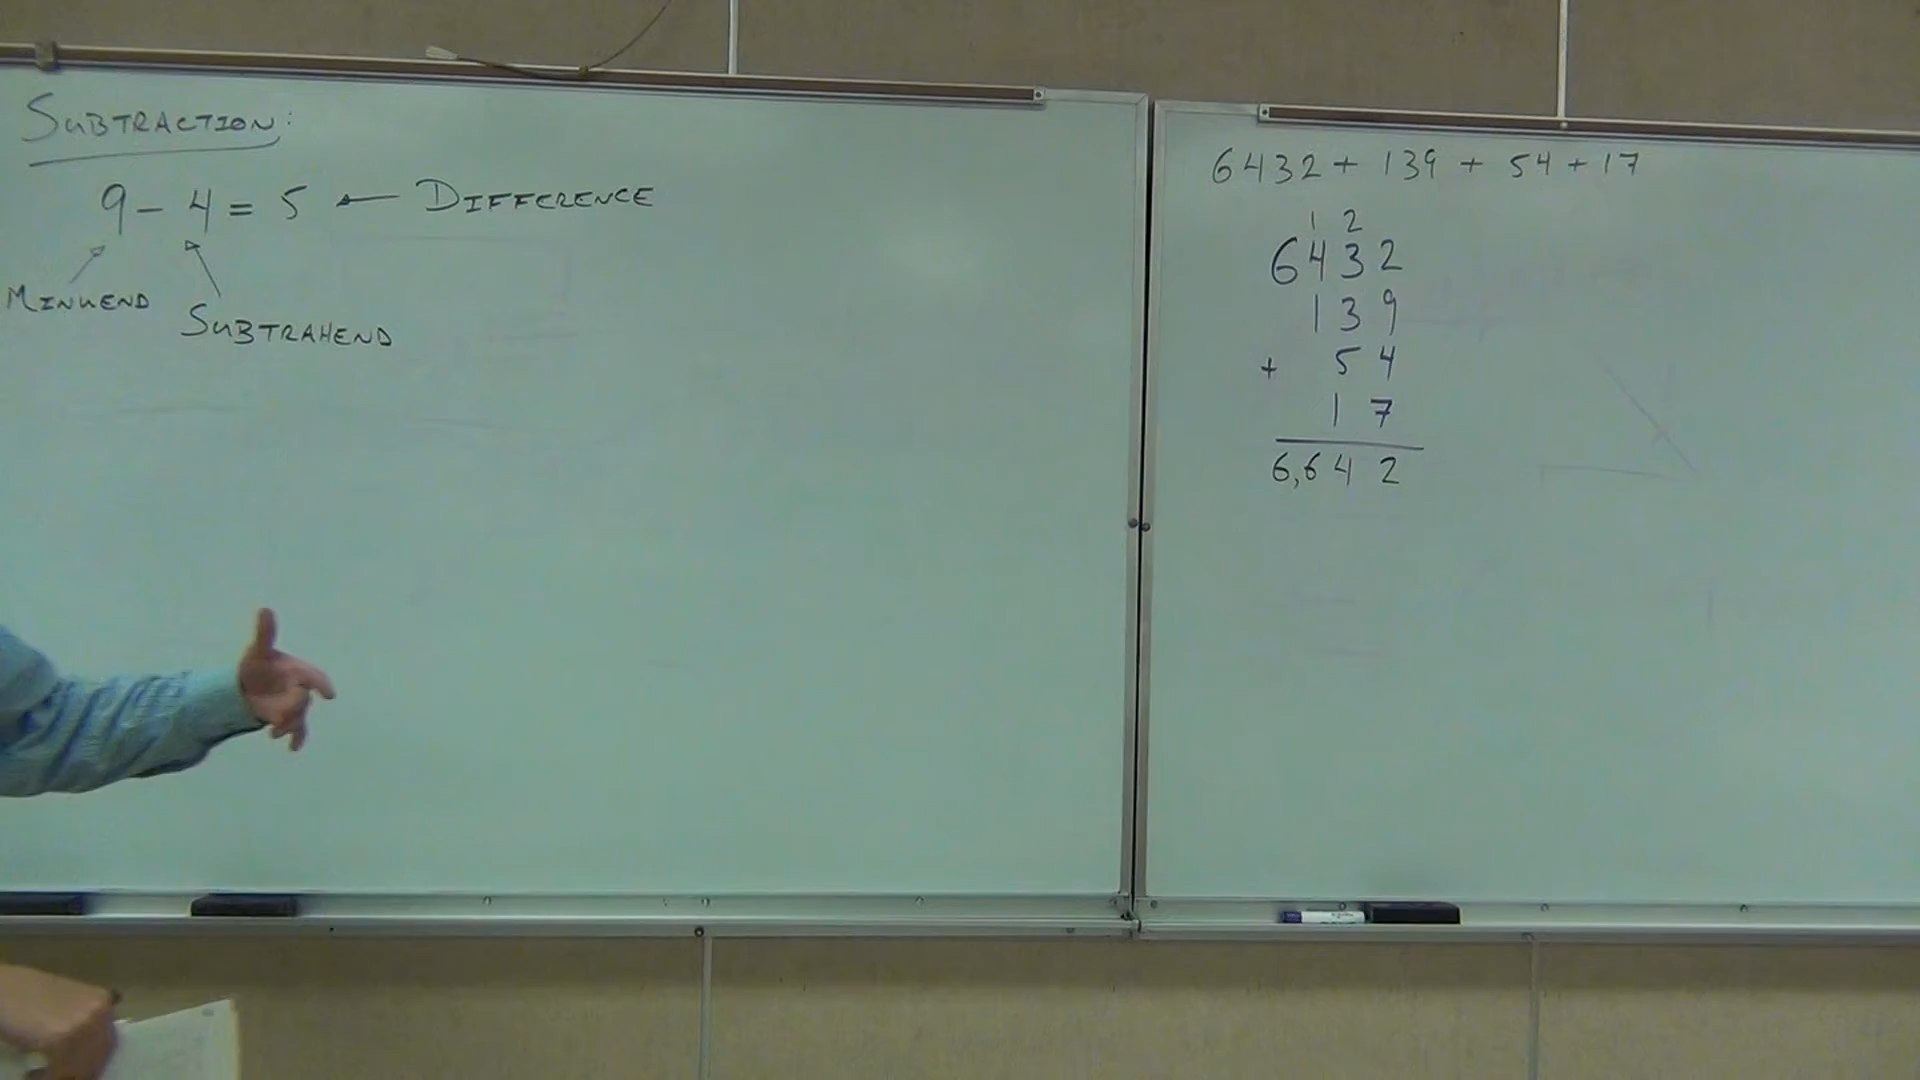 SUBTRACTION:
9 - 4 = 5 ← DIFFERENCE
MINUEND
SUBTRAHEND
6432 + 139 + 54 + 17
1 2
6432
139
+ 54
17
6,642